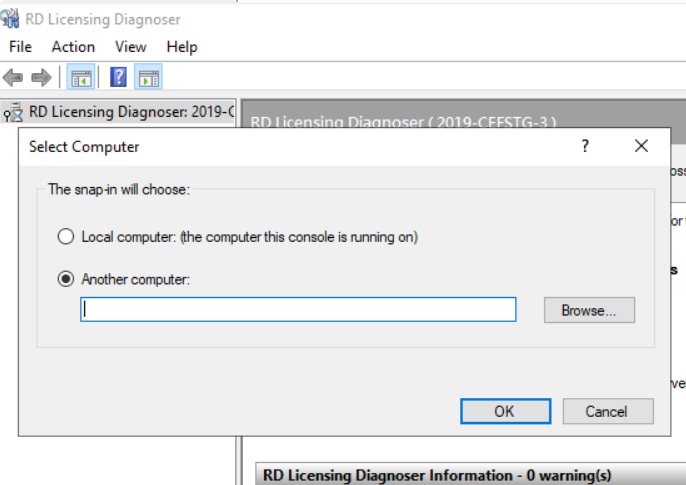 RD Licensing Diagnoser
File Action View Help
RD Licensing Diagnoser: 2019-C
RD Licensing Diagnoser ( 2019-CFFSTG-3 )
Select Computer ?
The snap-in will choose:
Local computer: (the computer this console is running on)
Another computer:
Browse...
OK Cancel
RD Licensing Diagnoser Information - 0 warning(s)